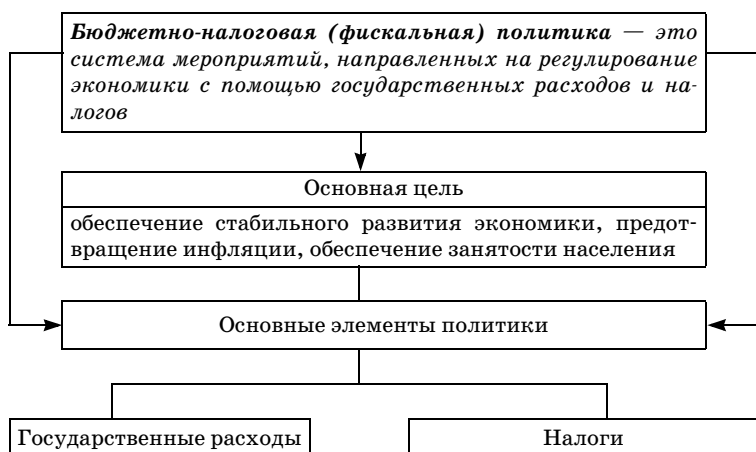 Бюджетно-налоговая (фискальная) политика — это
система мероприятий, направленных на регулирование
экономики с помощью государственных расходов и на-
логов
Основная цель
обеспечение стабильного развития экономики, предот-
вращение инфляции, обеспечение занятости населения
Основные элементы политики
Государственные расходы
Налоги